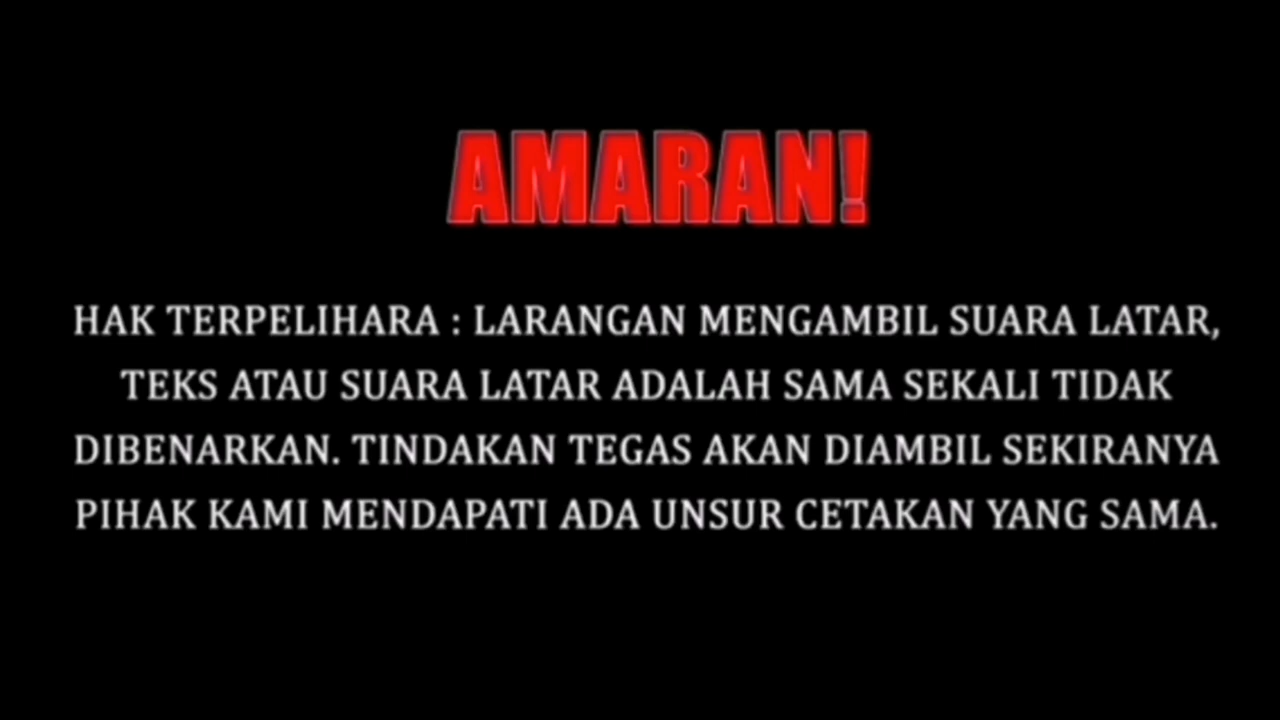 AMARAN!
HAK TERPELIHARA : LARANGAN MENGAMBIL SUARA LATAR,
TEKS ATAU SUARA LATAR ADALAH SAMA SEKALI TIDAK
DIBENARKAN. TINDAKAN TEGAS AKAN DIAMBIL SEKIRANYA
PIHAK KAMI MENDAPATI ADA UNSUR CETAKAN YANG SAMA.